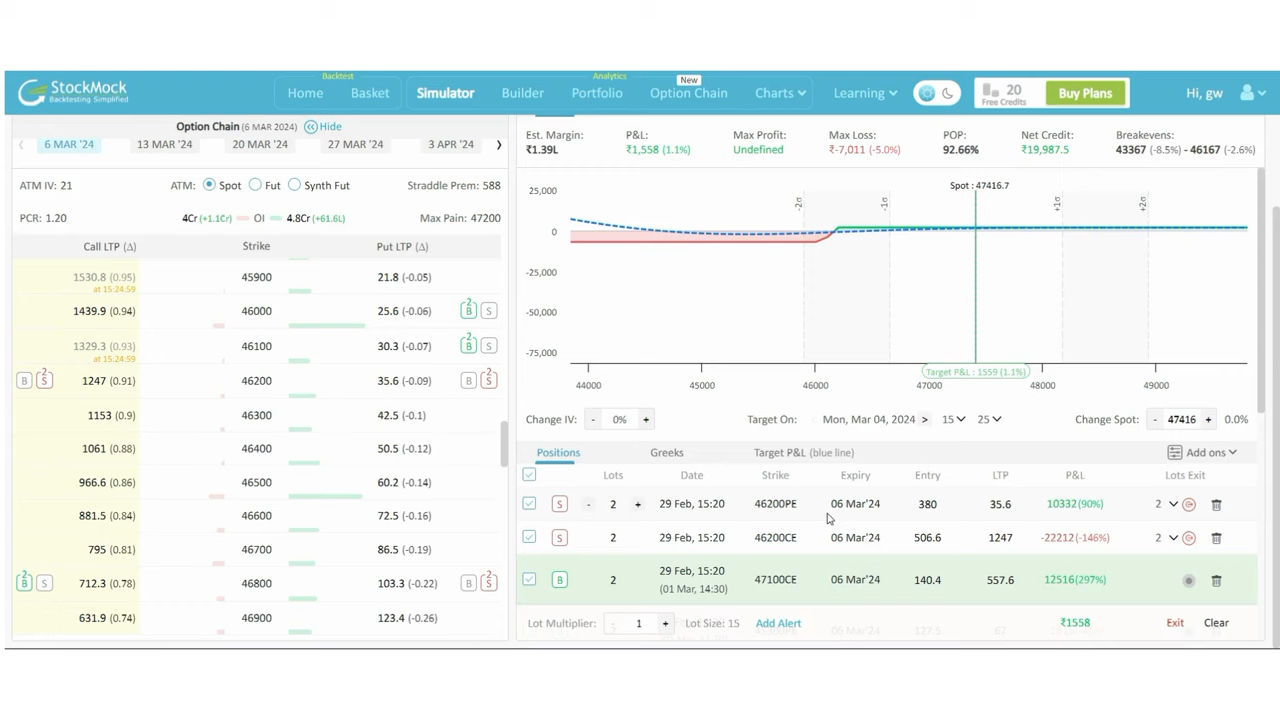 StockMock
Backtesting Simplified
Backtest
Home Basket Simulator Builder
Analytics
Portfolio
New
Option Chain Charts Learning
20
Free Credits
Buy Plans Hi, gw
Option Chain (6 MAR 2024) Hide
6 MAR '24 13 MAR '24 20 MAR '24 27 MAR '24 3 APR '24
ATM IV: 21 ATM: Spot Fut Synth Fut Straddle Prem: 588
PCR: 1.20 4Cr (+1.1Cr) OI 4.8Cr (+61.6L) Max Pain: 47200
Call LTP (Δ) Strike Put LTP (Δ)
1530.8 (0.95) 45900 21.8 (-0.05)
at 15:24:59
1439.9 (0.94) 46000 25.6 (-0.06) 2 B S
1329.3 (0.93) 46100 30.3 (-0.07) 2 B S
at 15:24:59
B 2 S 1247 (0.91) 46200 35.6 (-0.09) B 2 S
1153 (0.9) 46300 42.5 (-0.1)
1061 (0.88) 46400 50.5 (-0.12)
966.6 (0.86) 46500 60.2 (-0.14)
881.5 (0.84) 46600 72.5 (-0.16)
795 (0.81) 46700 86.5 (-0.19)
2 B S 712.3 (0.78) 46800 103.3 (-0.22) B 2 S
631.9 (0.74) 46900 123.4 (-0.26)
Est. Margin: P&L: Max Profit: Max Loss: POP: Net Credit: Breakevens:
₹1.39L ₹1,558 (1.1%) Undefined ₹-7,011 (-5.0%) 92.66% ₹19,987.5 43367 (-8.5%) - 46167 (-2.6%)
Spot : 47416.7
25,000
0
-25,000
-50,000
-75,000
-2σ -1σ +1σ +2σ
Target P&L : 1559 (1.1%)
44000 45000 46000 47000 48000 49000
Change IV: - 0% + Target On: Mon, Mar 04, 2024 > 15 25 Change Spot: - 47416 + 0.0%
Positions Greeks Target P&L (blue line) Add ons
Lots Date Strike Expiry Entry LTP P&L Lots Exit
S - 2 + 29 Feb, 15:20 46200PE 06 Mar'24 380 35.6 10332(90%) 2
S 2 29 Feb, 15:20 46200CE 06 Mar'24 506.6 1247 -22212(-146%) 2
B 2 29 Feb, 15:20 47100CE 06 Mar'24 140.4 557.6 12516(297%)
(01 Mar, 14:30)
Lot Multiplier: - 1 + Lot Size: 15 Add Alert ₹1558 Exit Clear